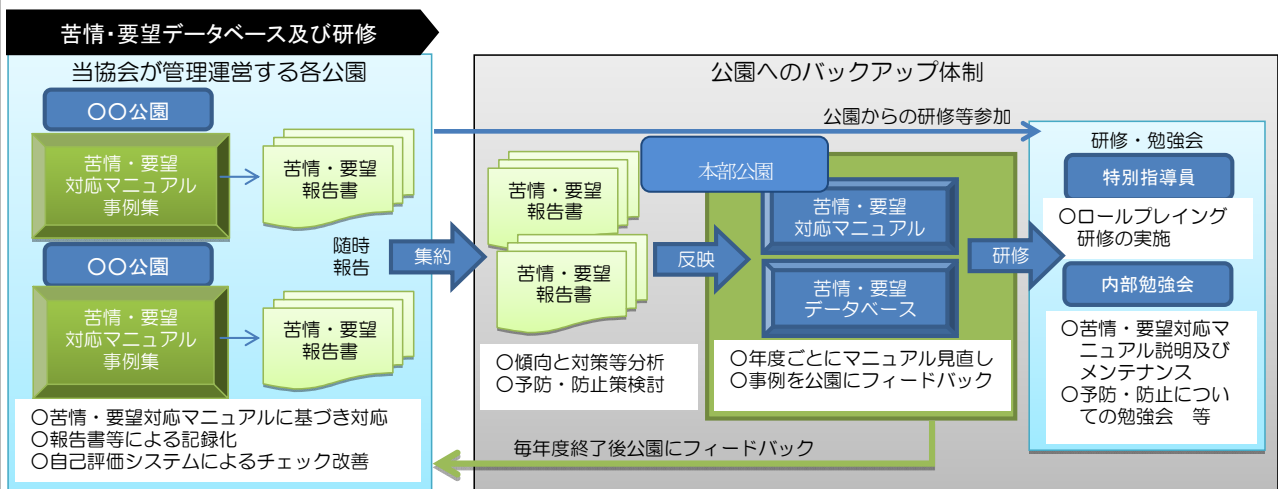 苦情・要望データベース及び研修
当協会が管理運営する各公園
〇〇公園
苦情・要望
対応マニュアル
事例集
苦情・要望
報告書
〇〇公園
苦情・要望
対応マニュアル
事例集
苦情・要望
報告書
随時
報告
〇苦情・要望対応マニュアルに基づき対応
〇報告書等による記録化
〇自己評価システムによるチェック改善
集約
公園へのバックアップ体制
公園からの研修等参加
苦情・要望
報告書
苦情・要望
報告書
〇傾向と対策等分析
〇予防・防止策検討
反映
本部公園
苦情・要望
対応マニュアル
苦情・要望
データベース
〇年度ごとにマニュアル見直し
〇事例を公園にフィードバック
研修
研修・勉強会
特別指導員
〇ロールプレイング
研修の実施
内部勉強会
〇苦情・要望対応マ
ニュアル説明及び
メンテナンス
〇予防・防止につい
ての勉強会　等
毎年度終了後公園にフィードバック